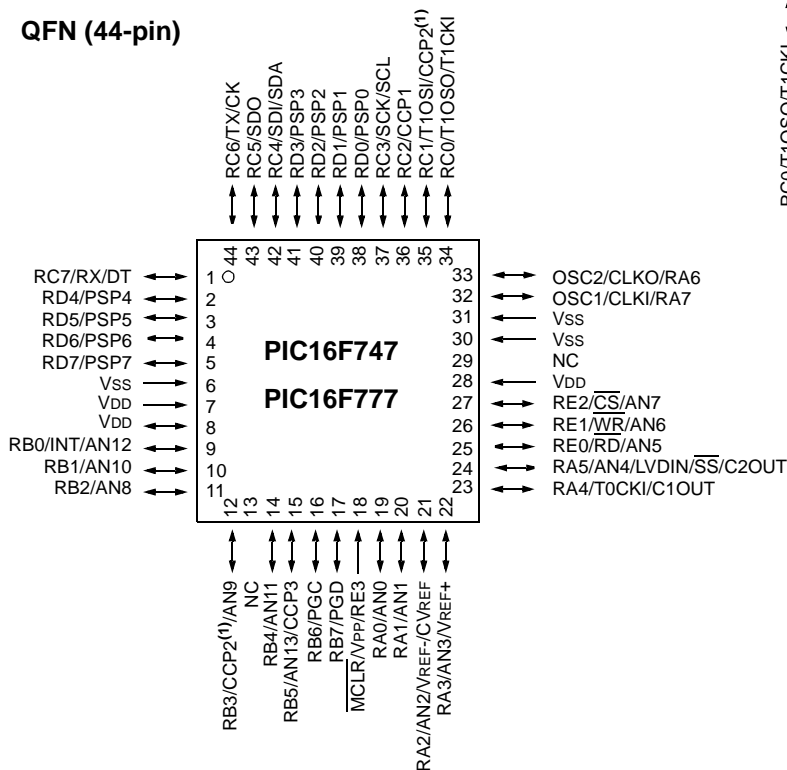 QFN (44-pin)
RC6/TX/CK
RC5/SDO
RC4/SDI/SDA
RD3/PSP3
RD2/PSP2
RD1/PSP1
RD0/PSP0
RC3/SCK/SCL
RC2/CCP1
RC1/T1OSI/CCP2(1)
RC0/T1OSO/T1CKI
RC0/T1OSO/T1CKI
44
43
42
41
40
39
38
37
36
35
34
RC7/RX/DT 1
RD4/PSP4 2
RD5/PSP5 3
RD6/PSP6 4
RD7/PSP7 5
VSS 6
VDD 7
VDD 8
RB0/INT/AN12 9
RB1/AN10 10
RB2/AN8 11
PIC16F747
PIC16F777
33 OSC2/CLKO/RA6
32 OSC1/CLKI/RA7
31 VSS
30 VSS
29 NC
28 VDD
27 RE2/C̅S̅/AN7
26 RE1/W̅R̅/AN6
25 RE0/R̅D̅/AN5
24 RA5/AN4/LVDIN/S̅S̅/C2OUT
23 RA4/T0CKI/C1OUT
12
13
14
15
16
17
18
19
20
21
22
RB3/CCP2(1)/AN9
NC
RB4/AN11
RB5/AN13/CCP3
RB6/PGC
RB7/PGD
M̅C̅L̅R̅/VPP/RE3
RA0/AN0
RA1/AN1
RA2/AN2/VREF-/CVREF
RA3/AN3/VREF+